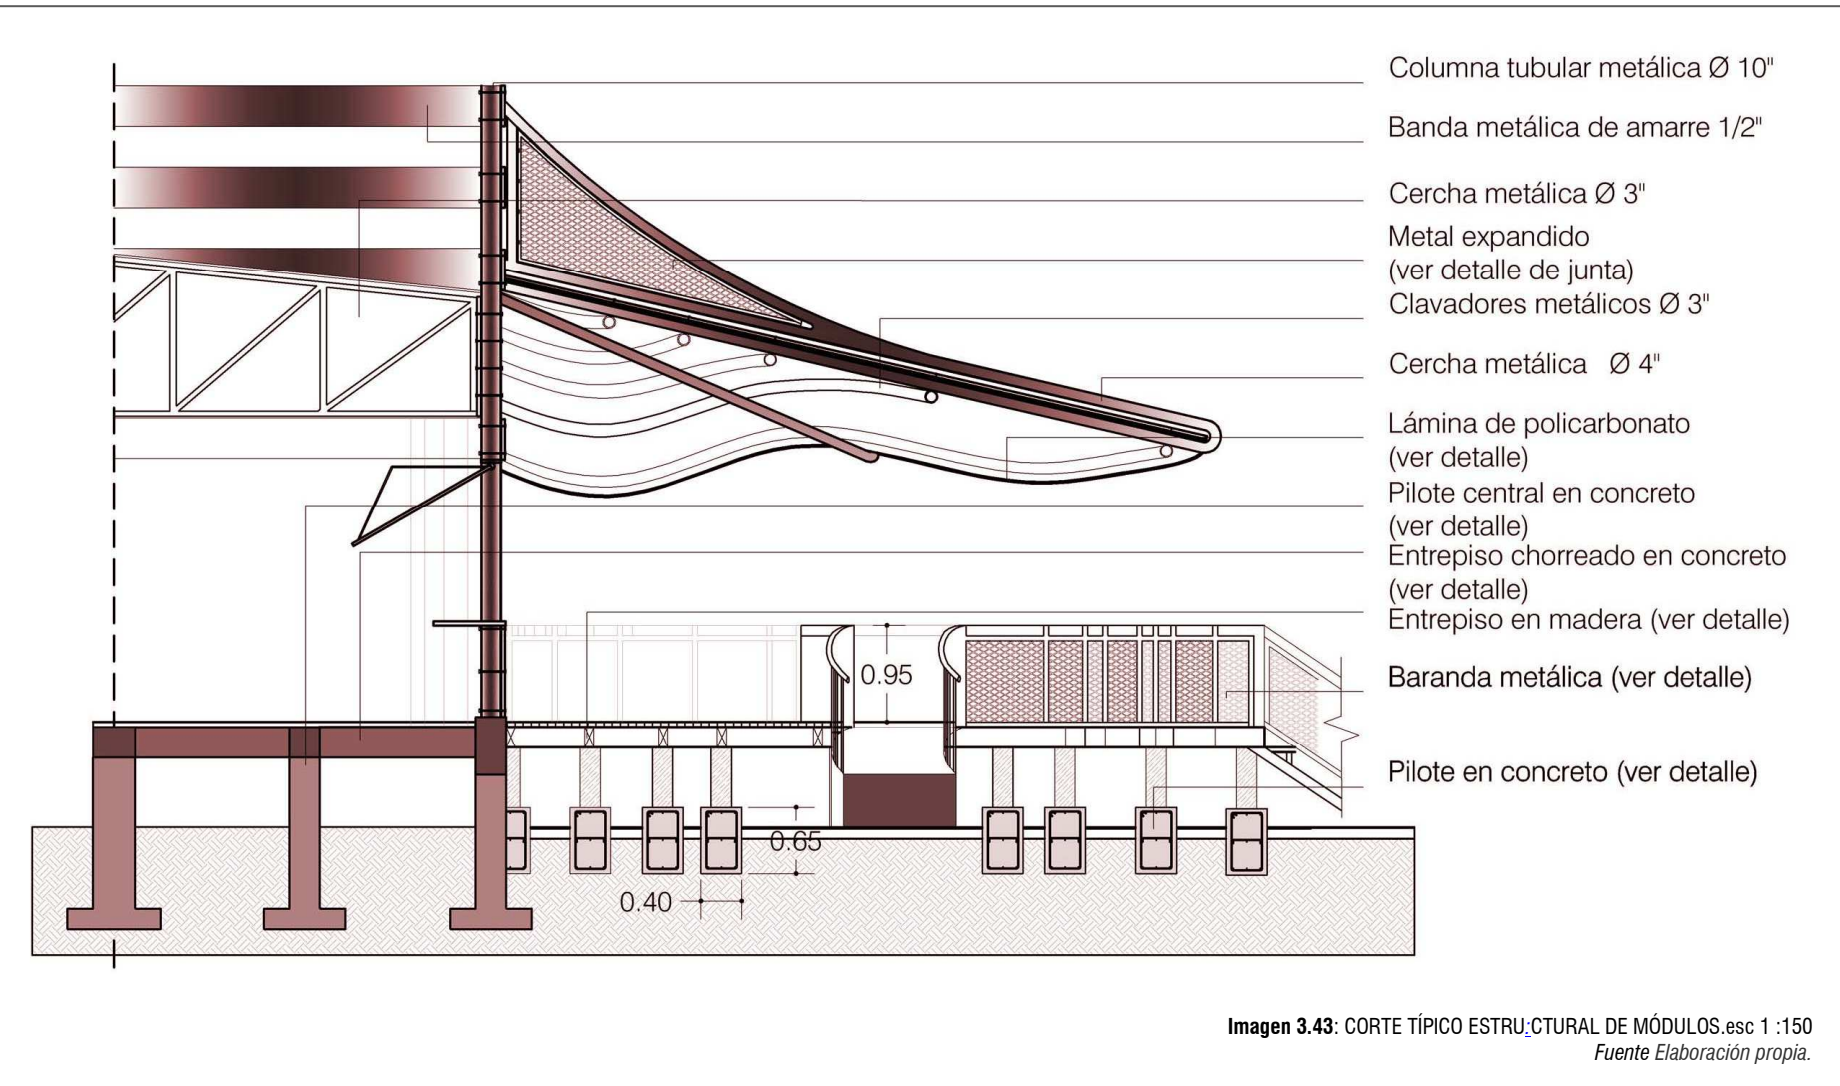 Columna tubular metálica Ø 10"
Banda metálica de amarre 1/2"
Cercha metálica Ø 3"
Metal expandido
(ver detalle de junta)
Clavadores metálicos Ø 3"
Cercha metálica Ø 4"
Lámina de policarbonato
(ver detalle)
Pilote central en concreto
(ver detalle)
Entrepiso chorreado en concreto
(ver detalle)
Entrepiso en madera (ver detalle)
Baranda metálica (ver detalle)
Pilote en concreto (ver detalle)
0.95
0.65
0.40
Imagen 3.43: CORTE TÍPICO ESTRU:CTURAL DE MÓDULOS.esc 1 :150
Fuente Elaboración propia.